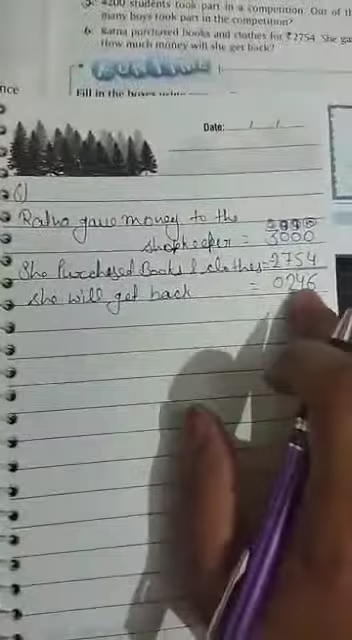 5. 4200 students took part in a competition. Out of th
many boys took part in the competition?
6. Ratna purchased books and clothes for ₹2754. She ga
How much money will she get back?
nce
Fill in the boxes
Date: / /
Ratna gave money to the
shopkeeper = 3000
She Purchased Books & clothes = 2754
She will get back = 0246